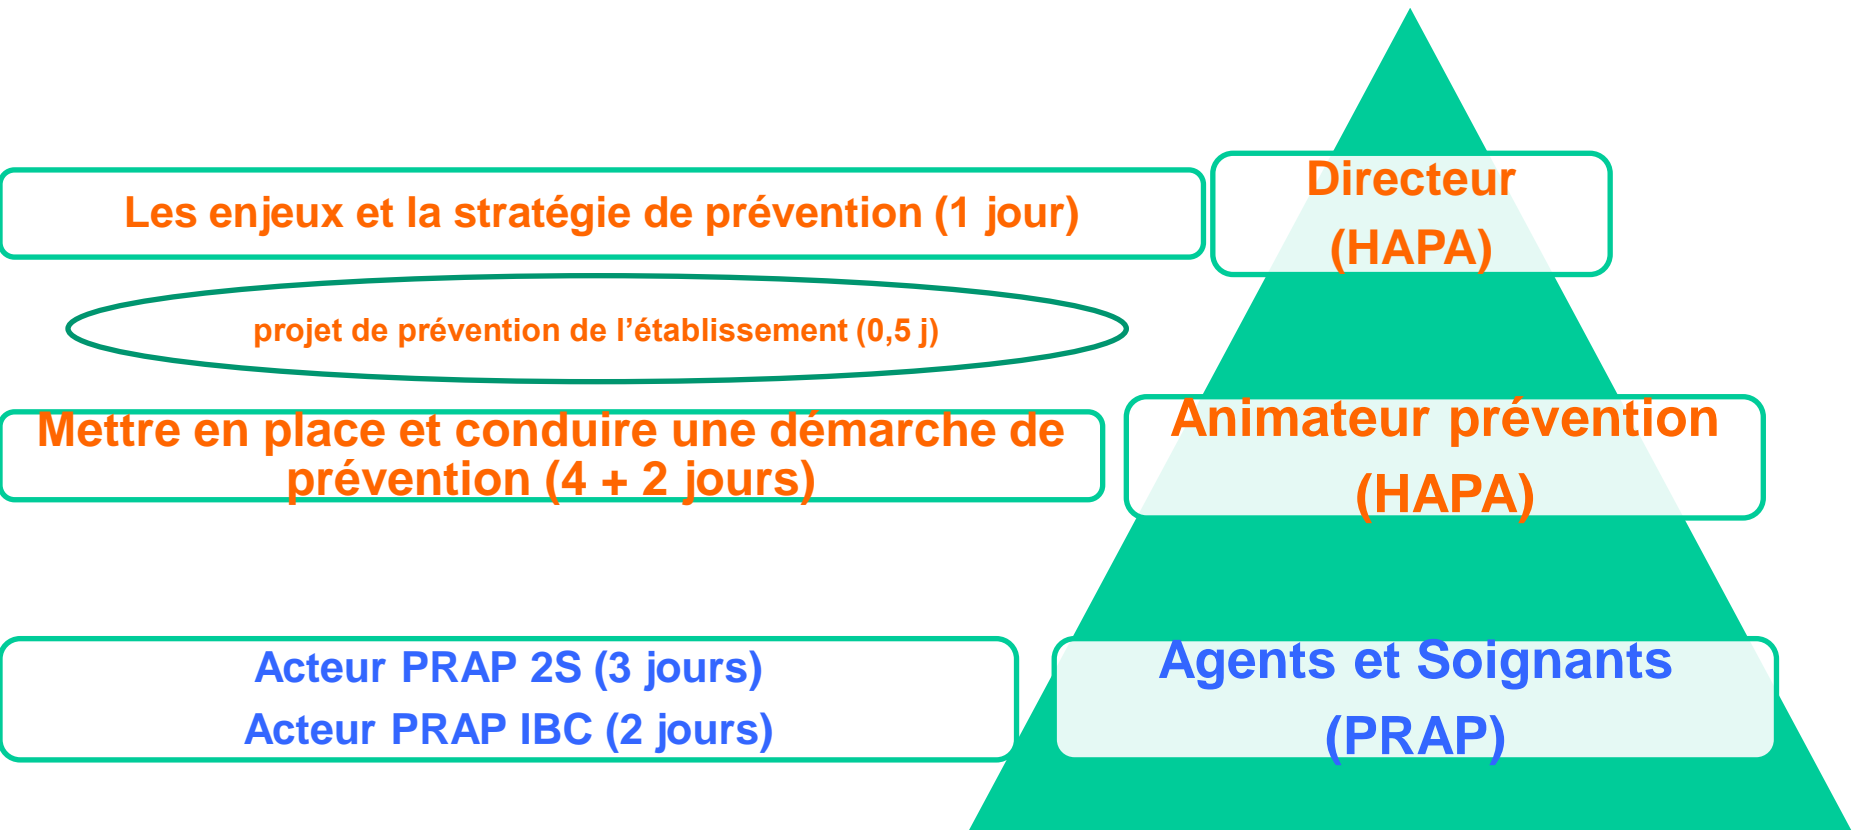 Les enjeux et la stratégie de prévention (1 jour)
Directeur
(HAPA)
projet de prévention de l’établissement (0,5 j)
Mettre en place et conduire une démarche de
prévention (4 + 2 jours)
Animateur prévention
(HAPA)
Acteur PRAP 2S (3 jours)
Acteur PRAP IBC (2 jours)
Agents et Soignants
(PRAP)